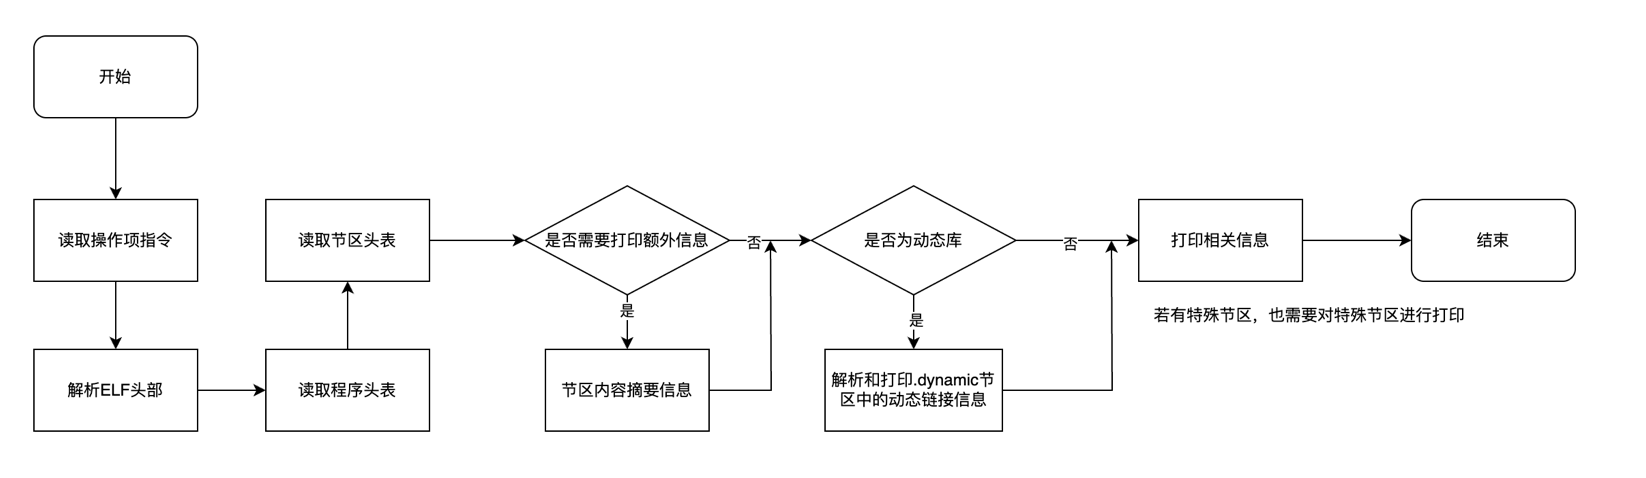 开始
读取操作项指令
解析ELF头部
读取程序头表
读取节区头表
是否需要打印额外信息
否
是
节区内容摘要信息
是否为动态库
否
是
解析和打印.dynamic节
区中的动态链接信息
打印相关信息
若有特殊节区，也需要对特殊节区进行打印
结束